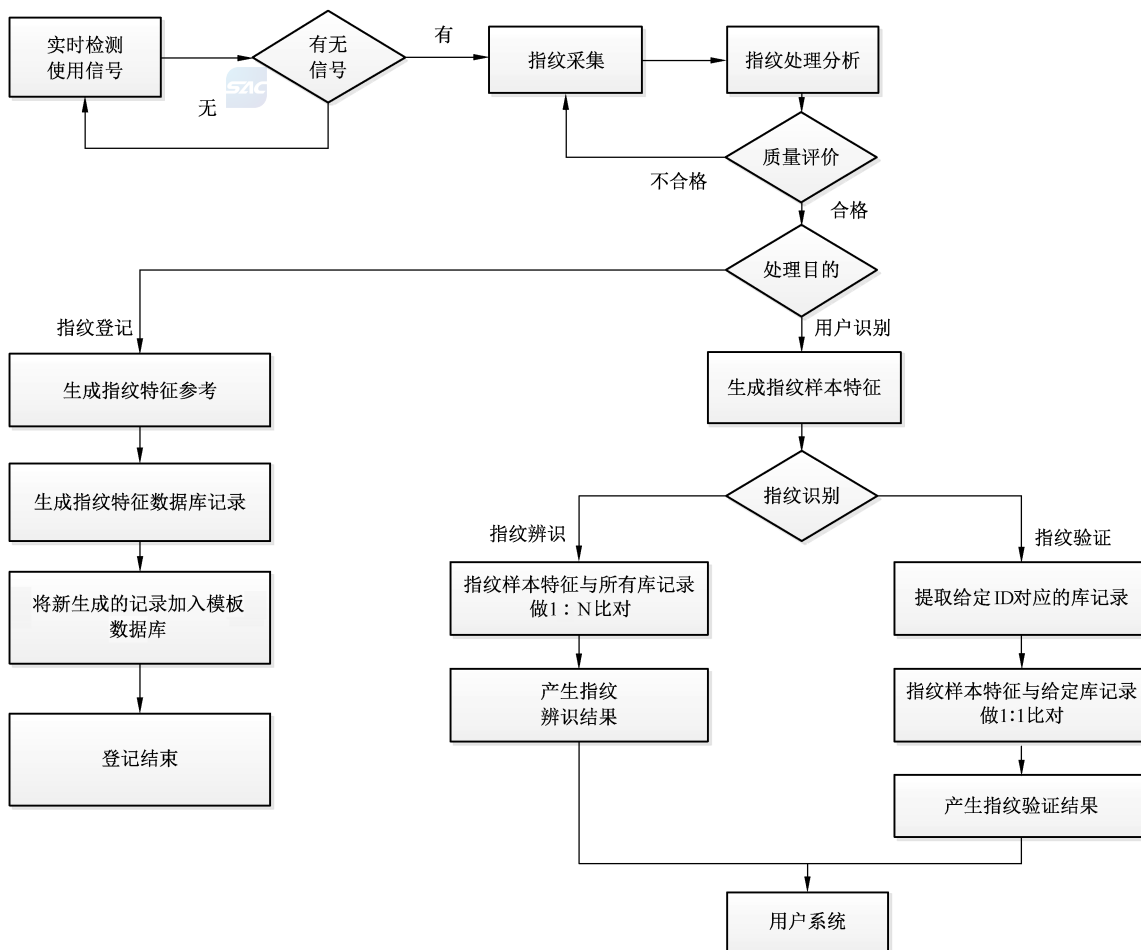 实时检测
使用信号
有无
信号
有
无
SAC
指纹采集
指纹处理分析
质量评价
不合格
合格
处理目的
指纹登记
用户识别
生成指纹特征参考
生成指纹样本特征
生成指纹特征数据库记录
指纹识别
指纹辨识
指纹验证
将新生成的记录加入模板
数据库
指纹样本特征与所有库记录
做1：N比对
提取给定ID对应的库记录
登记结束
产生指纹
辨识结果
指纹样本特征与给定库记录
做1:1比对
产生指纹验证结果
用户系统